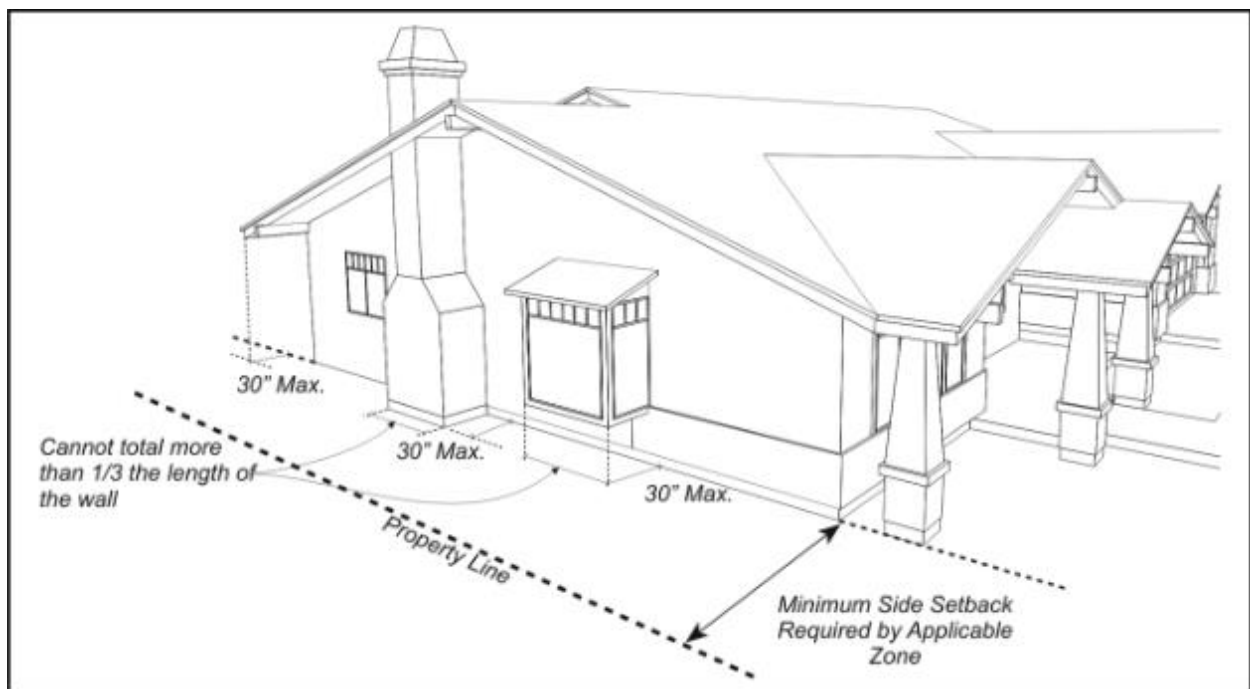 30” Max.
Cannot total more
than 1/3 the length of
the wall
30” Max.
30” Max.
Property Line
Minimum Side Setback
Required by Applicable
Zone